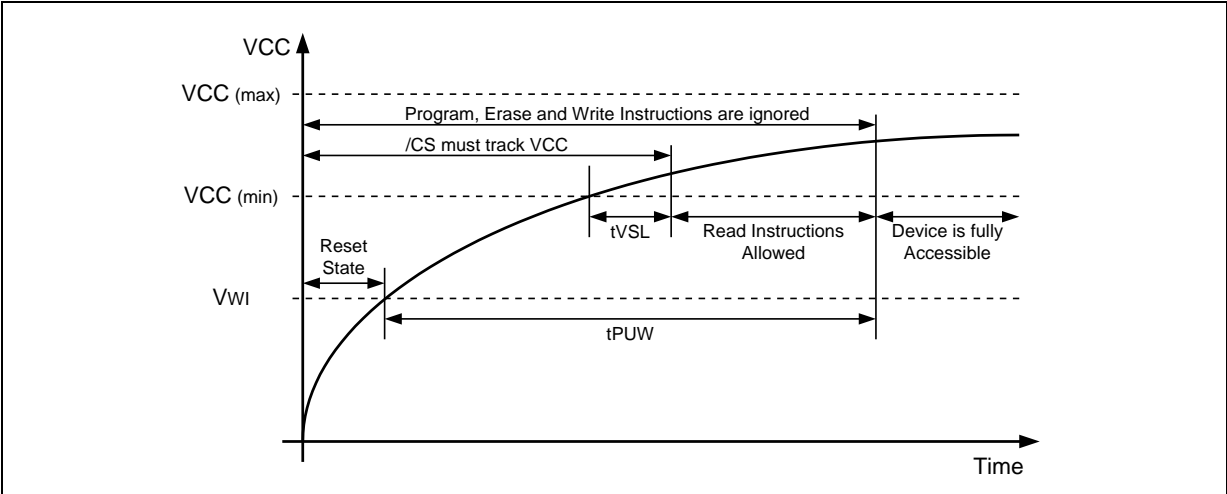 VCC
VCC (max)
Program, Erase and Write Instructions are ignored
/CS must track VCC
VCC (min)
tVSL
Read Instructions
Allowed
Device is fully
Accessible
Reset
State
VWI
tPUW
Time